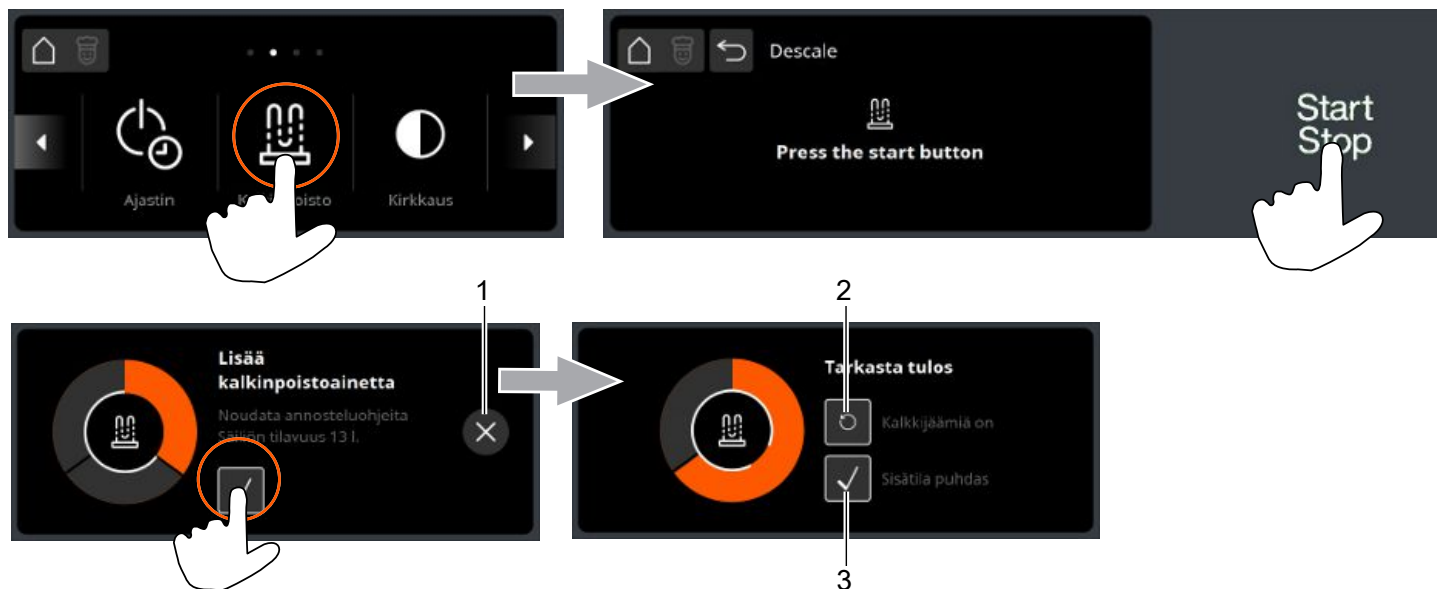 Descale
Press the start button
Start
Stop
Ajastin
Kirkkaus
1
2
Lisää
kalkinpoistoainetta
Noudata annosteluohjeita
Säiliön tilavuus 13 l.
Tarkasta tulos
Kalkkijäämiä on
Sisätila puhdas
3